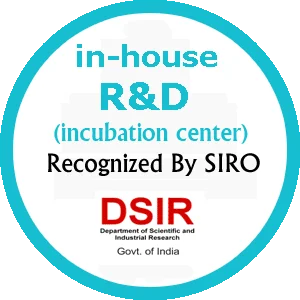 in-house
R&D
(incubation center)
Recognized By SIRO
DSIR
Department of Scientific and
Industrial Research
Govt. of India